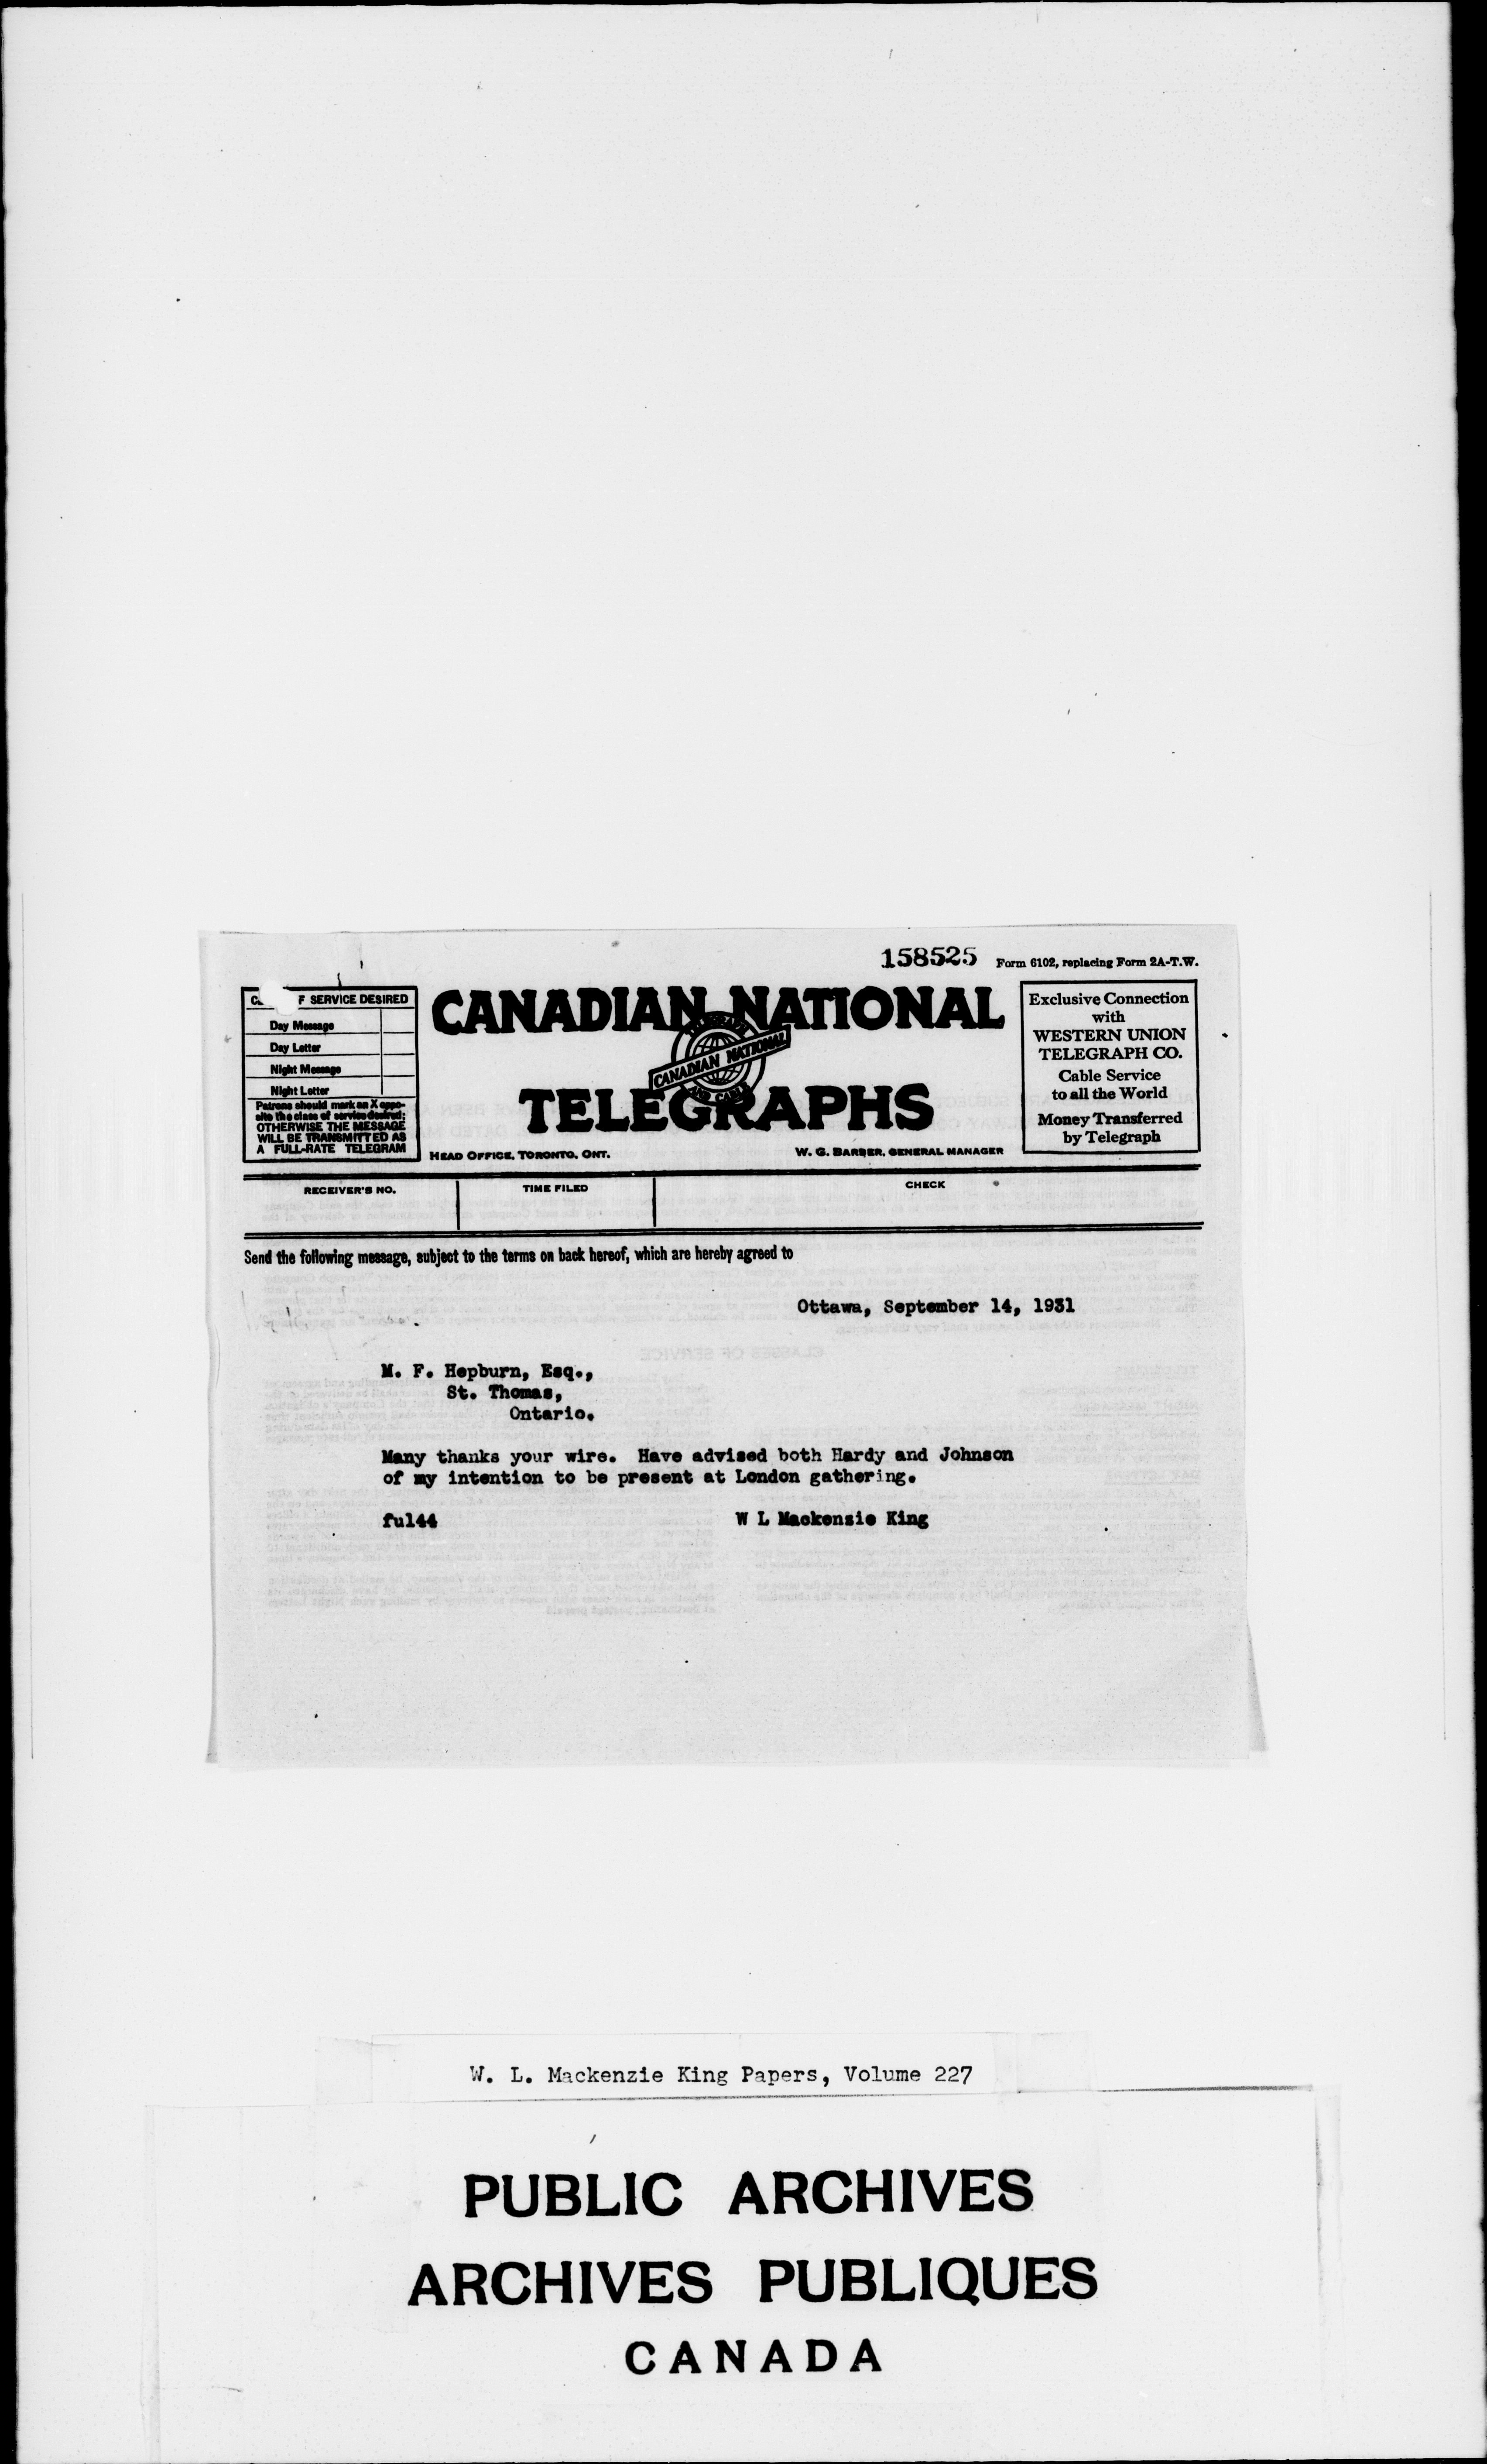 158525 Form 6102, replacing Form 2A-T.W.
F SERVICE DESIRED
Day Message
Day Letter
Night Message
Night Letter
Patrons should mark an X oppo-
site the class of service desired;
OTHERWISE THE MESSAGE
WILL BE TRANSMITTED AS
A FULL-RATE TELEGRAM
CANADIAN NATIONAL
TELEGRAPH
CANADIAN NATIONAL
AND CABLE
TELEGRAPHS
HEAD OFFICE, TORONTO, ONT.
W. G. BARBER, GENERAL MANAGER
Exclusive Connection
with
WESTERN UNION
TELEGRAPH CO.
Cable Service
to all the World
Money Transferred
by Telegraph
RECEIVER'S NO. TIME FILED CHECK
Send the following message, subject to the terms on back hereof, which are hereby agreed to
Ottawa, September 14, 1931
M. F. Hepburn, Esq.,
St. Thomas,
Ontario.
Many thanks your wire. Have advised both Hardy and Johnson
of my intention to be present at London gathering.
ful44 W L Mackenzie King
W. L. Mackenzie King Papers, Volume 227
PUBLIC ARCHIVES
ARCHIVES PUBLIQUES
CANADA